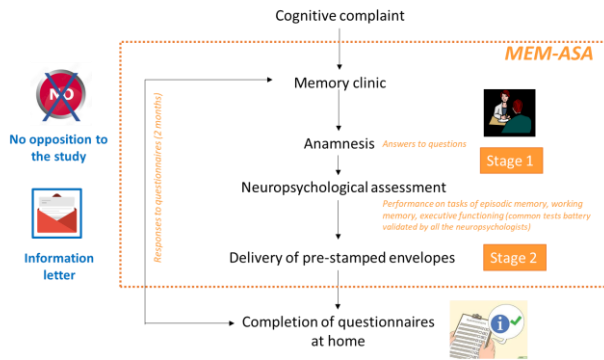 Cognitive complaint
MEM-ASA
Memory clinic
NO
No opposition to
the study
Information
letter
Responses to questionnaires (2 months)
Anamnesis
Answers to questions
Stage 1
Neuropsychological assessment
Performance on tasks of episodic memory, working
memory, executive functioning (common tests battery
validated by all the neuropsychologists)
Delivery of pre-stamped envelopes
Stage 2
Completion of questionnaires
at home